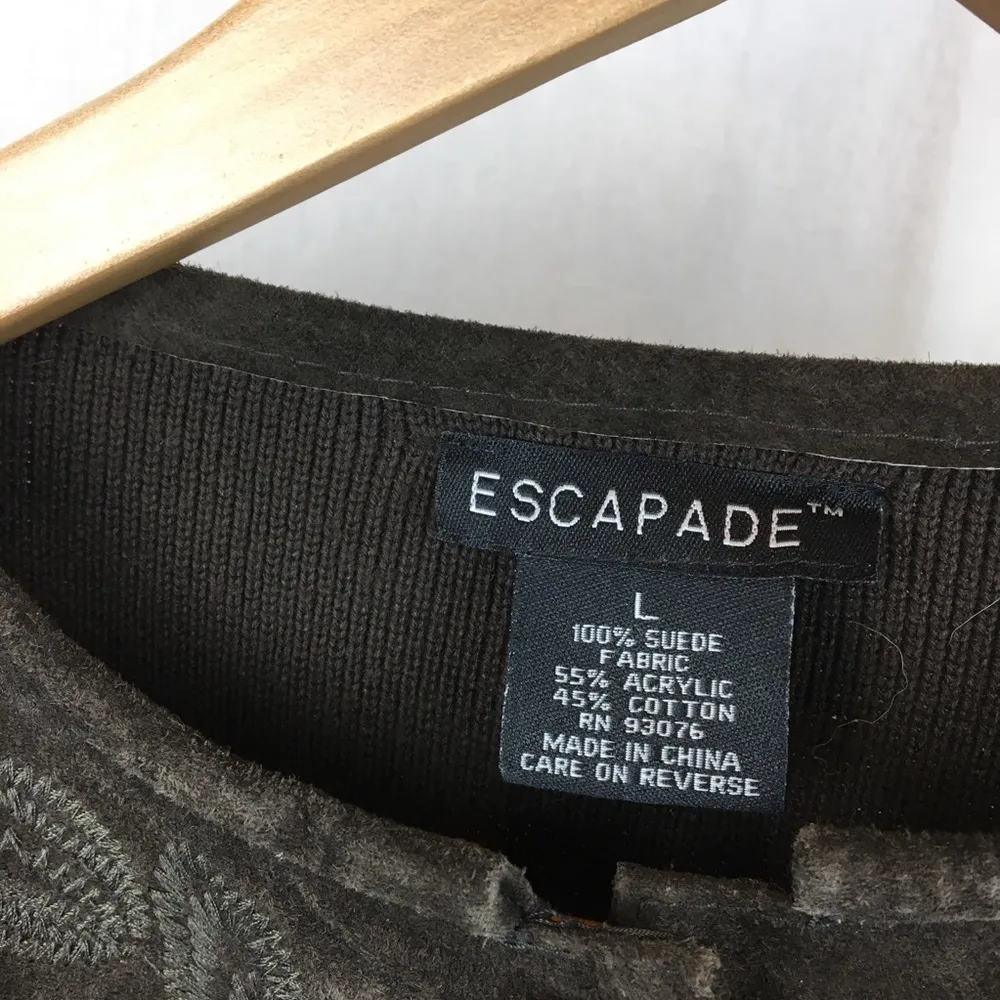 ESCAPADE™
L
100% SUEDE
FABRIC
55% ACRYLIC
45% COTTON
RN 93076
MADE IN CHINA
CARE ON REVERSE